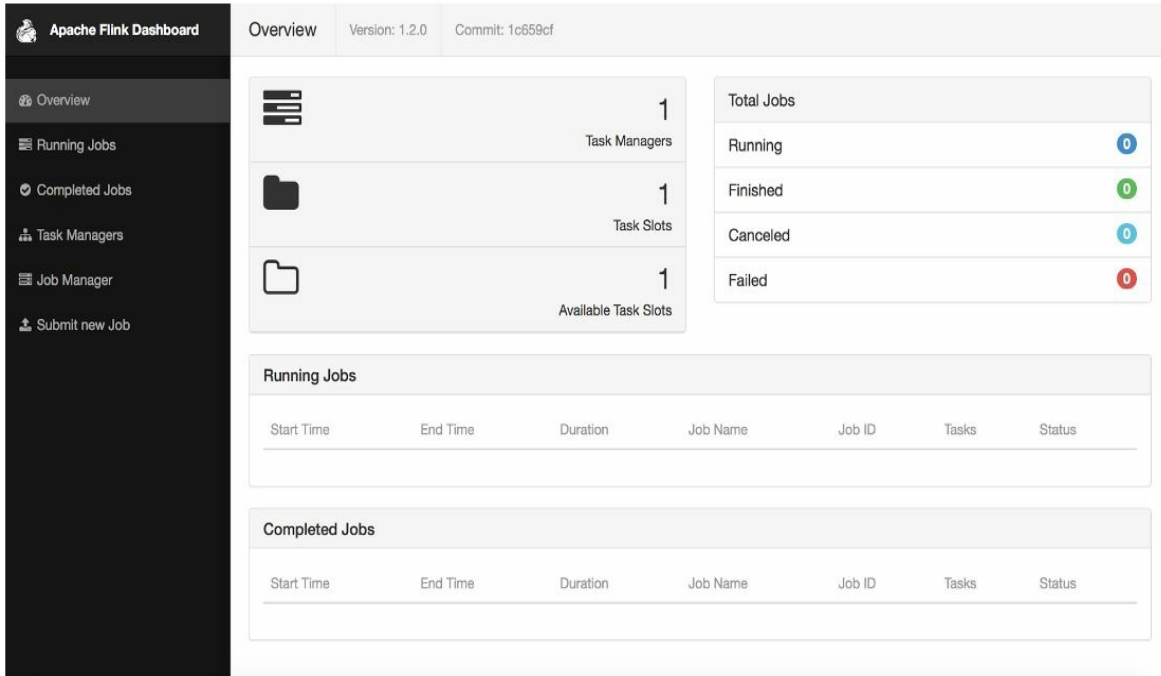 Apache Flink Dashboard
Overview
Version: 1.2.0
Commit: 1c659cf
Overview
Running Jobs
Completed Jobs
Task Managers
Job Manager
Submit new Job
1
Task Managers
1
Task Slots
1
Available Task Slots
Total Jobs
Running 0
Finished 0
Canceled 0
Failed 0
Running Jobs
Start Time End Time Duration Job Name Job ID Tasks Status
Completed Jobs
Start Time End Time Duration Job Name Job ID Tasks Status